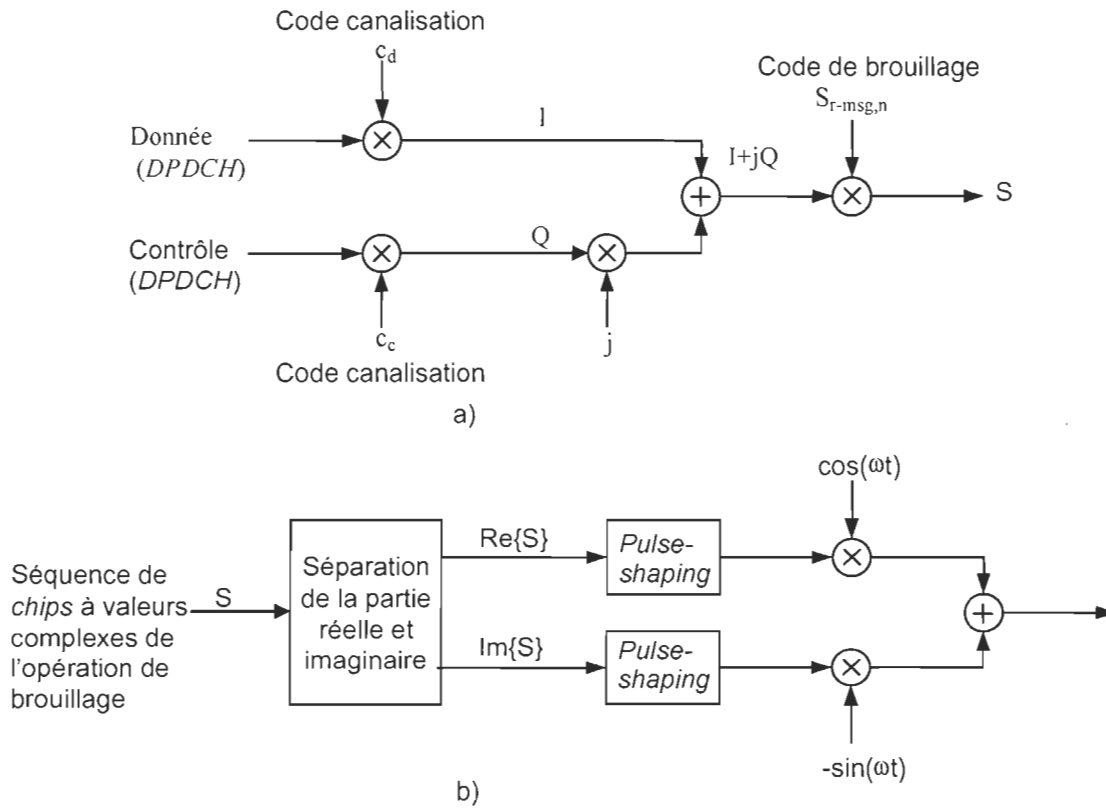 Code canalisation
c_d
Code de brouillage
S_r-msg,n
Donnée
(DPDCH)
I
I+jQ
S
Contrôle
(DPDCH)
Q
c_c
j
Code canalisation
a)
cos(ωt)
Séquence de
chips à valeurs
complexes de
l'opération de
brouillage
S
Séparation
de la partie
réelle et
imaginaire
Re{S}
Pulse-
shaping
Im{S}
Pulse-
shaping
-sin(ωt)
b)